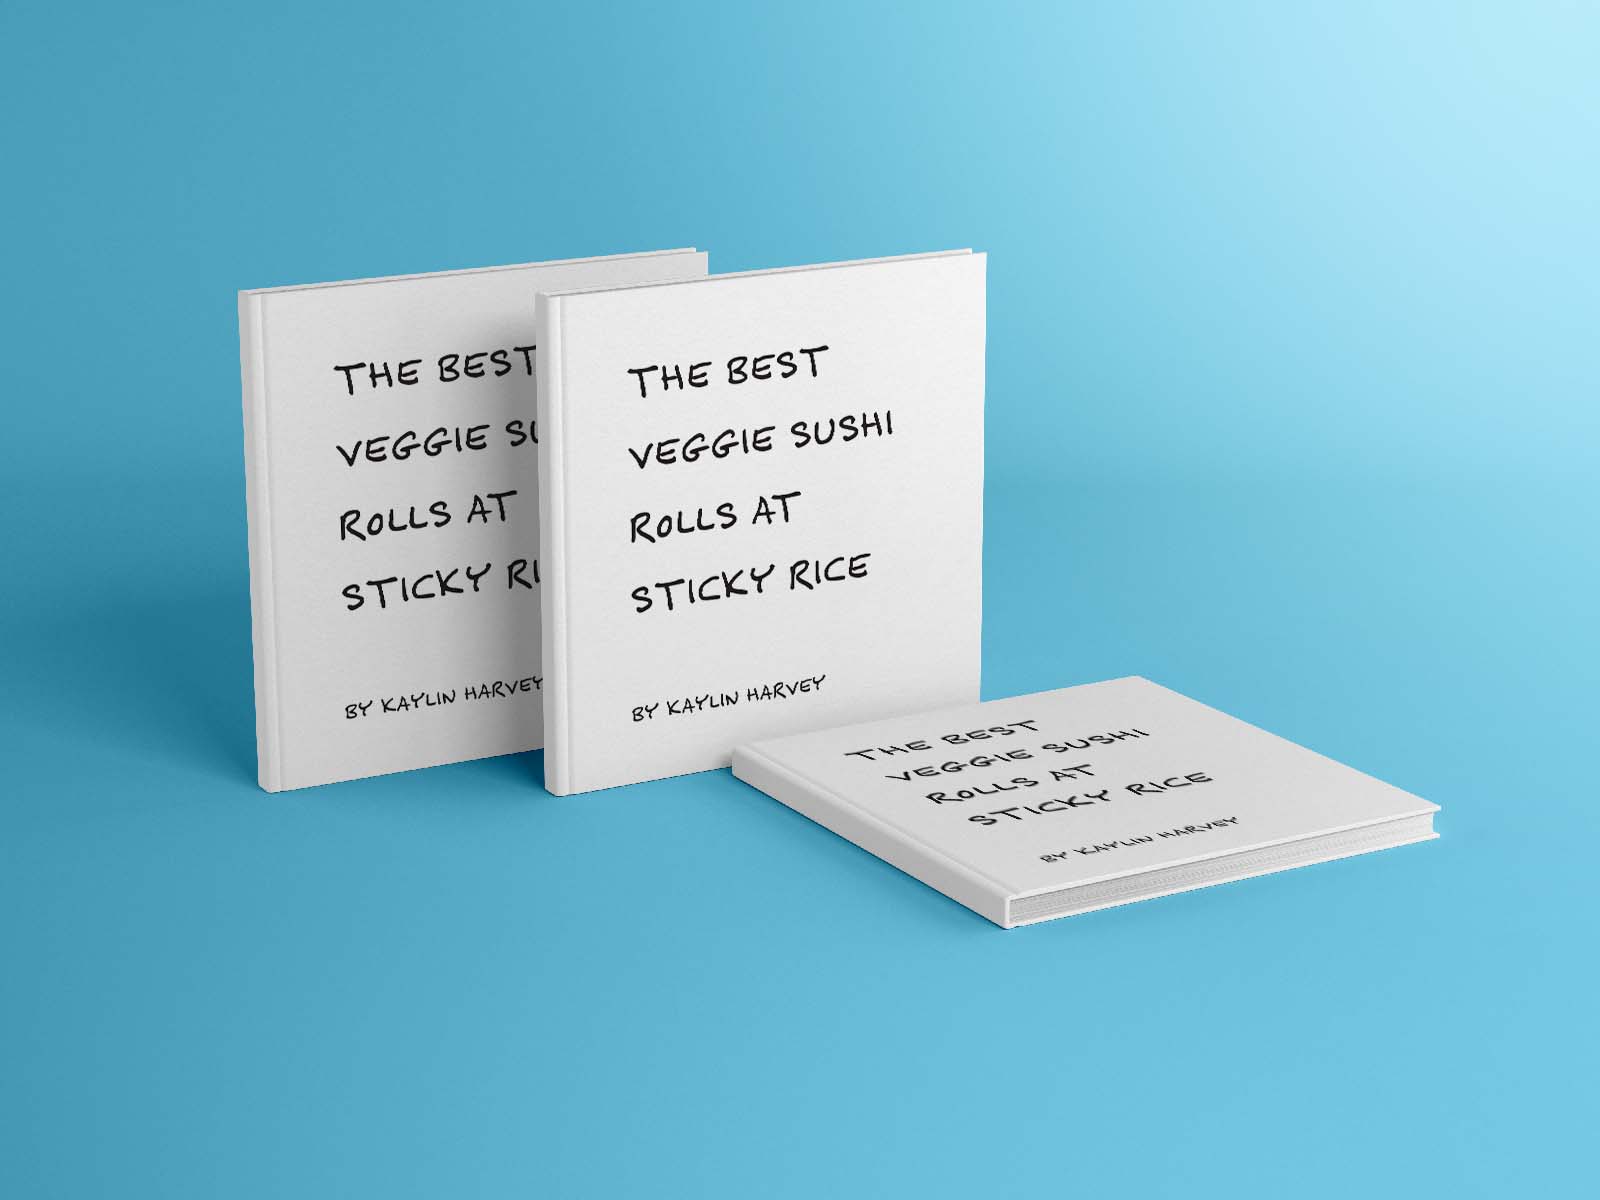 THE BEST
VEGGIE SU
ROLLS AT
STICKY RI
BY KAYLIN HARVEY
THE BEST
VEGGIE SUSHI
ROLLS AT
STICKY RICE
BY KAYLIN HARVEY
THE BEST
VEGGIE SUSHI
ROLLS AT
STICKY RICE
BY KAYLIN HARVEY